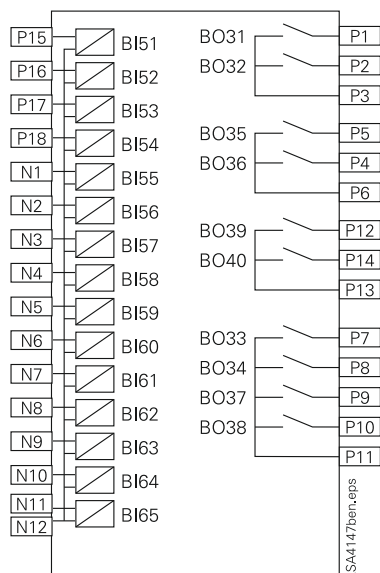 P15 BI51
P16 BI52
P17 BI53
P18 BI54
N1 BI55
N2 BI56
N3 BI57
N4 BI58
N5 BI59
N6 BI60
N7 BI61
N8 BI62
N9 BI63
N10 BI64
N11 BI65
N12
BO31 P1
BO32 P2
P3
BO35 P5
BO36 P4
P6
BO39 P12
BO40 P14
P13
BO33 P7
BO34 P8
BO37 P9
BO38 P10
P11
SA4147ben.eps